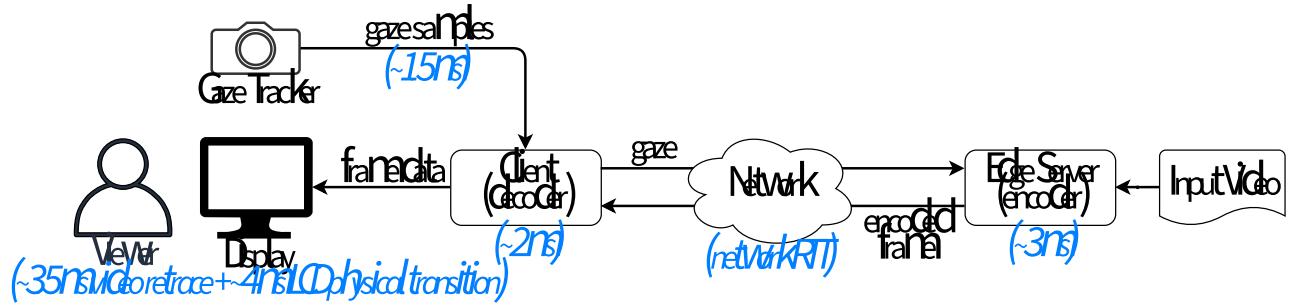 gaze samples
(~15ms)
Gaze Tracker
frame data
Client
(decoder)
(~2ms)
gaze
Network
(network RTT)
encoded
frame
Edge Server
(encoder)
(~3ms)
Input Video
Viewer
Display
(~35ms video retrace + ~4ms LCD physical transition)